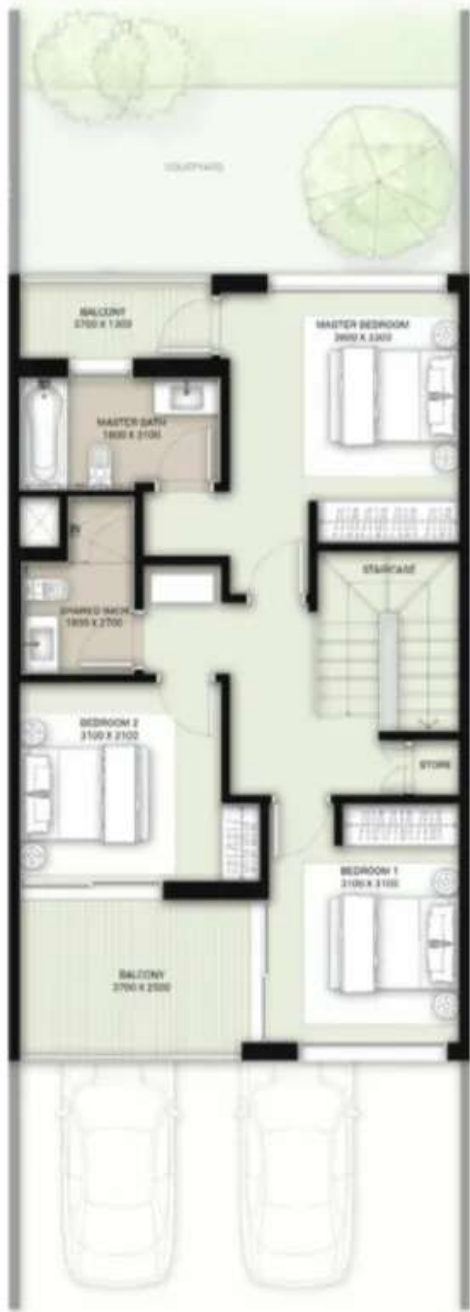 COURTYARD
BALCONY
3700 X 1300
MASTER BEDROOM
3600 X 3300
MASTER BATH
1800 X 3100
STAIRCASE
SHARED BATH
1800 X 2700
BEDROOM 2
3100 X 3100
STORE
BEDROOM 1
3100 X 3100
BALCONY
3700 X 2500